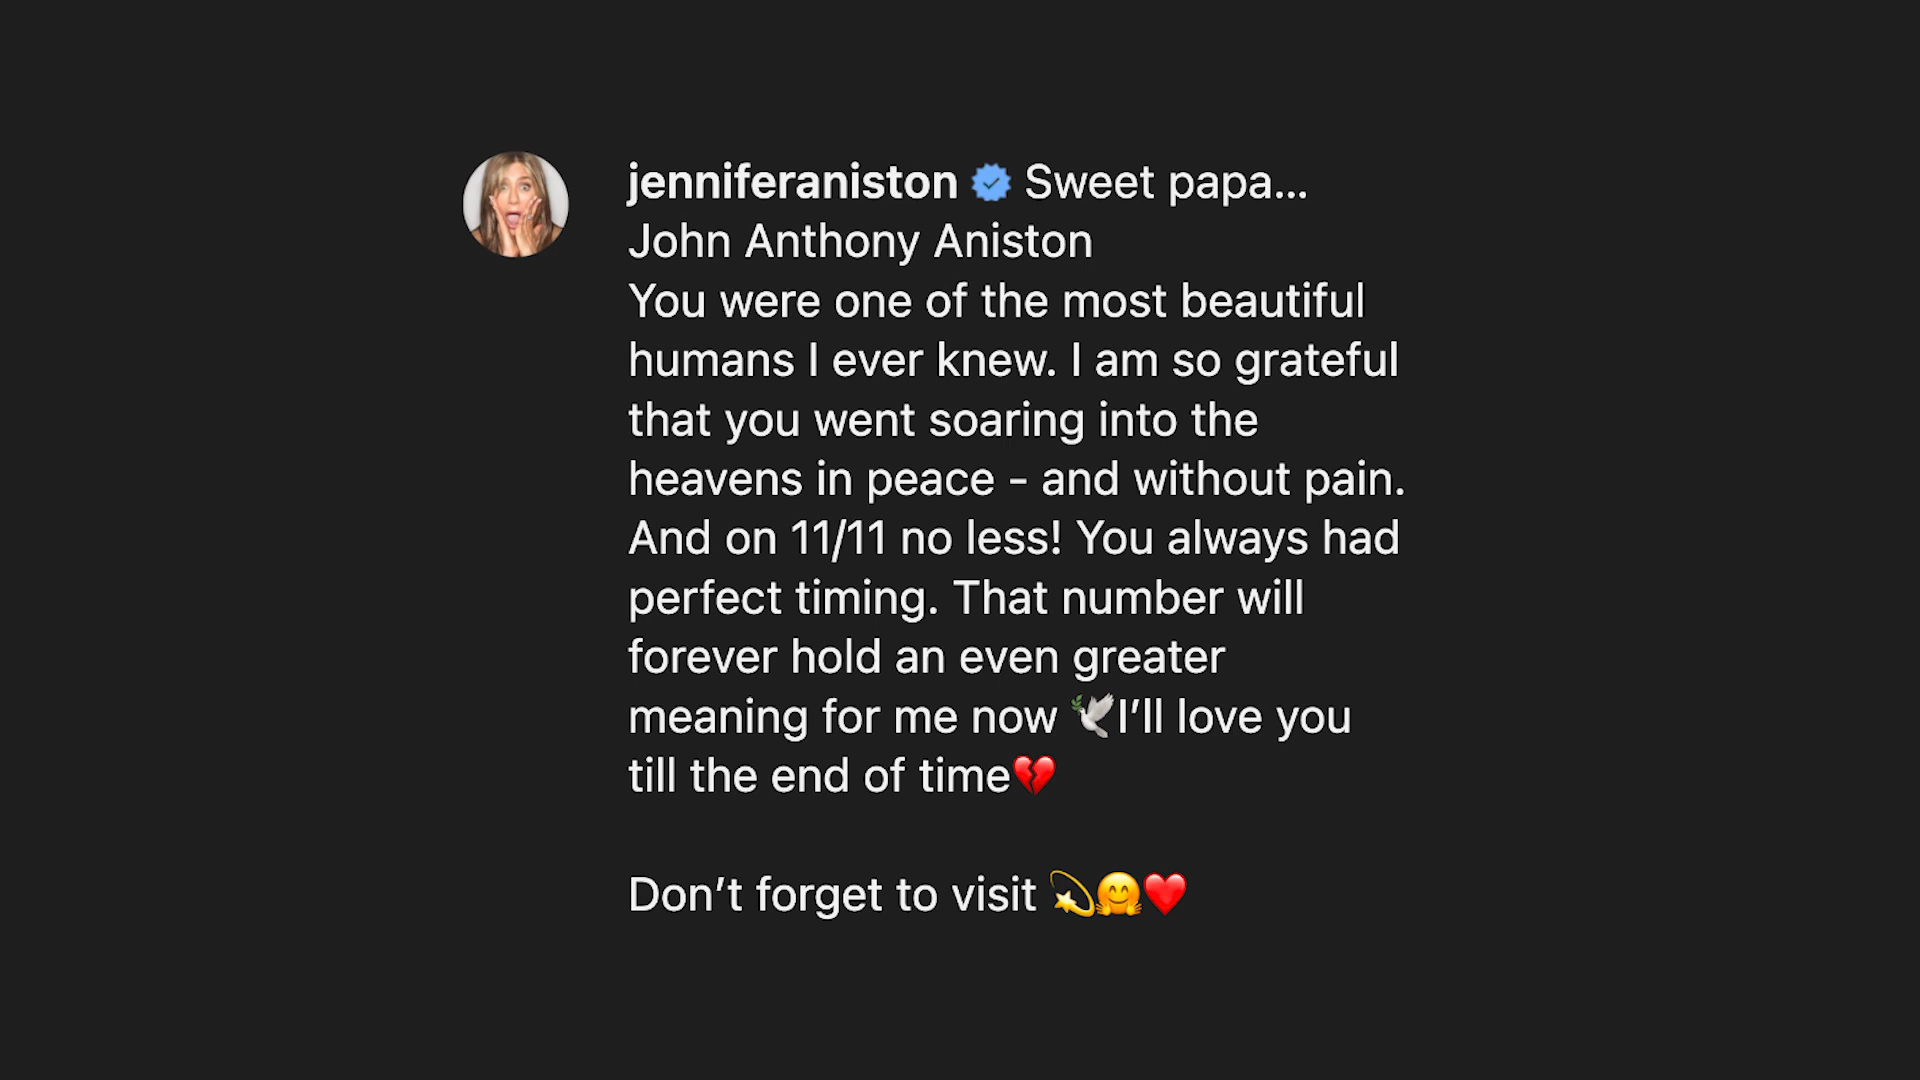 jenniferaniston Sweet papa...
John Anthony Aniston
You were one of the most beautiful
humans I ever knew. I am so grateful
that you went soaring into the
heavens in peace - and without pain.
And on 11/11 no less! You always had
perfect timing. That number will
forever hold an even greater
meaning for me now 🕊️I’ll love you
till the end of time💔
Don’t forget to visit 💫🤗❤️